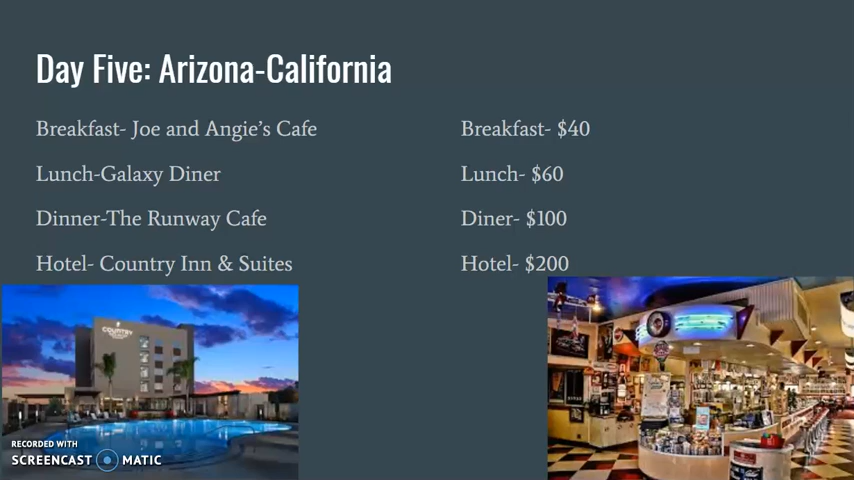 Day Five: Arizona-California
Breakfast- Joe and Angie's Cafe
Lunch-Galaxy Diner
Dinner-The Runway Cafe
Hotel- Country Inn & Suites
Breakfast- $40
Lunch- $60
Diner- $100
Hotel- $200
COUNTRY
RECORDED WITH
SCREENCAST MATIC